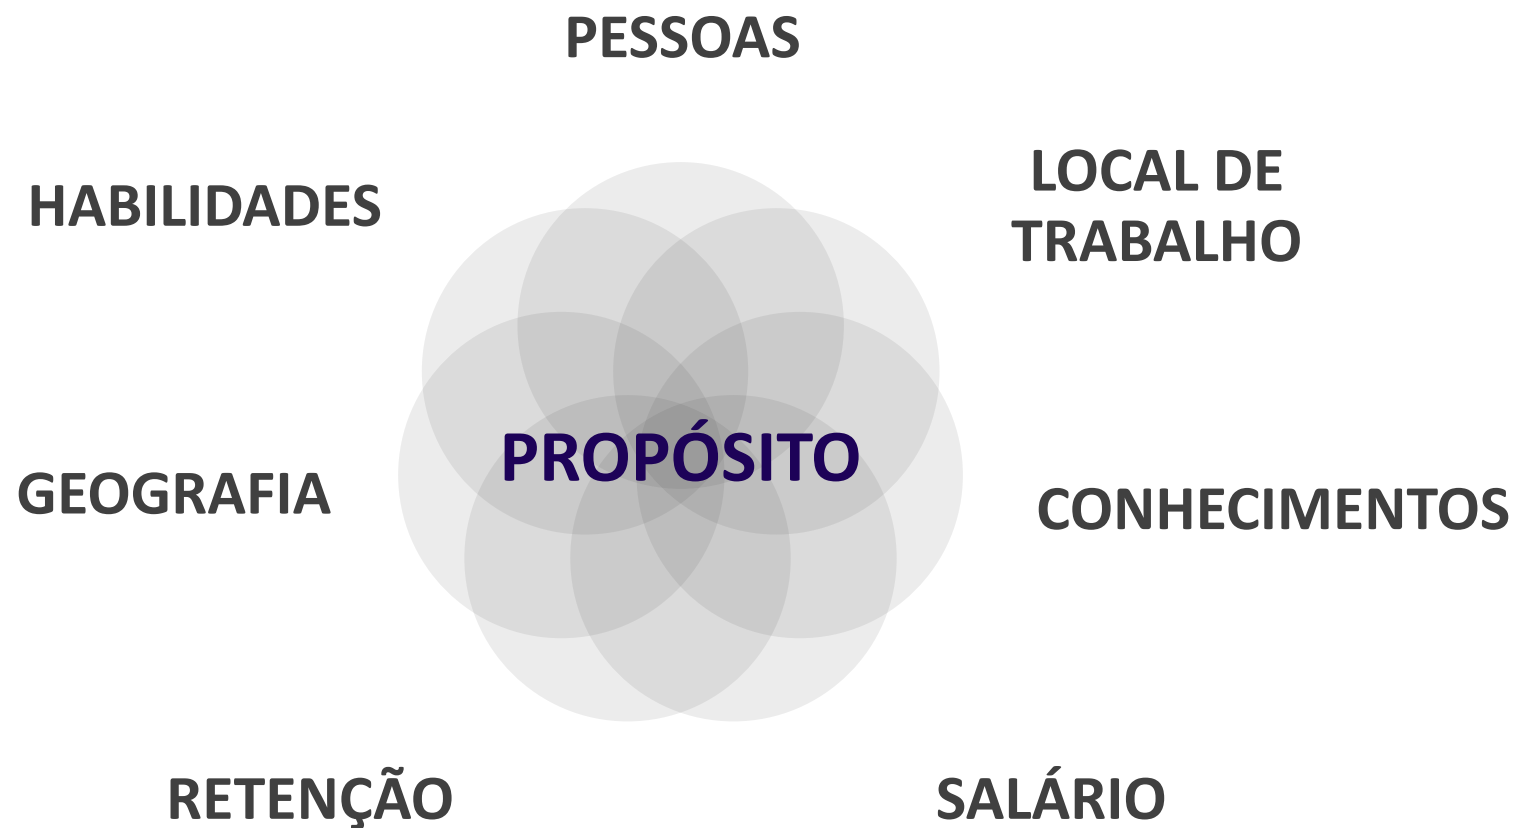 PESSOAS
LOCAL DE
TRABALHO
HABILIDADES
PROPÓSITO
GEOGRAFIA
CONHECIMENTOS
RETENÇÃO
SALÁRIO